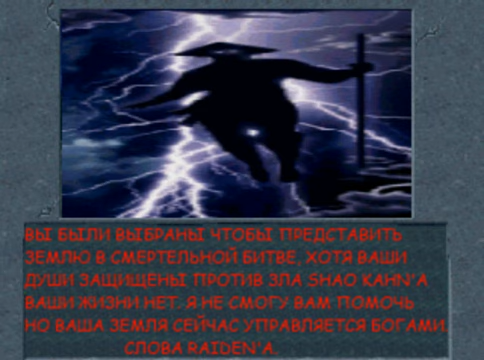 ВЫ БЫЛИ ВЫБРАНЫ ЧТОБЫ ПРЕДСТАВИТЬ
ЗЕМЛЮ В СМЕРТЕЛЬНОЙ БИТВЕ, ХОТЯ ВАШИ
ДУШИ ЗАЩИЩЕНЫ ПРОТИВ ЗЛА SHAO KAHN'А
ВАШИ ЖИЗНИ НЕТ. Я НЕ СМОГУ ВАМ ПОМОЧЬ
НО ВАША ЗЕМЛЯ СЕЙЧАС УПРАВЛЯЕТСЯ БОГАМИ.
СЛОВА RAIDEN'А.